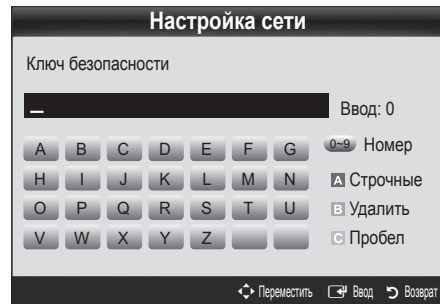 Настройка сети
Ключ безопасности
_ Ввод: 0
A B C D E F G 0~9 Номер
H I J K L M N A Строчные
O P Q R S T U B Удалить
V W X Y Z C Пробел
Переместить Ввод Возврат